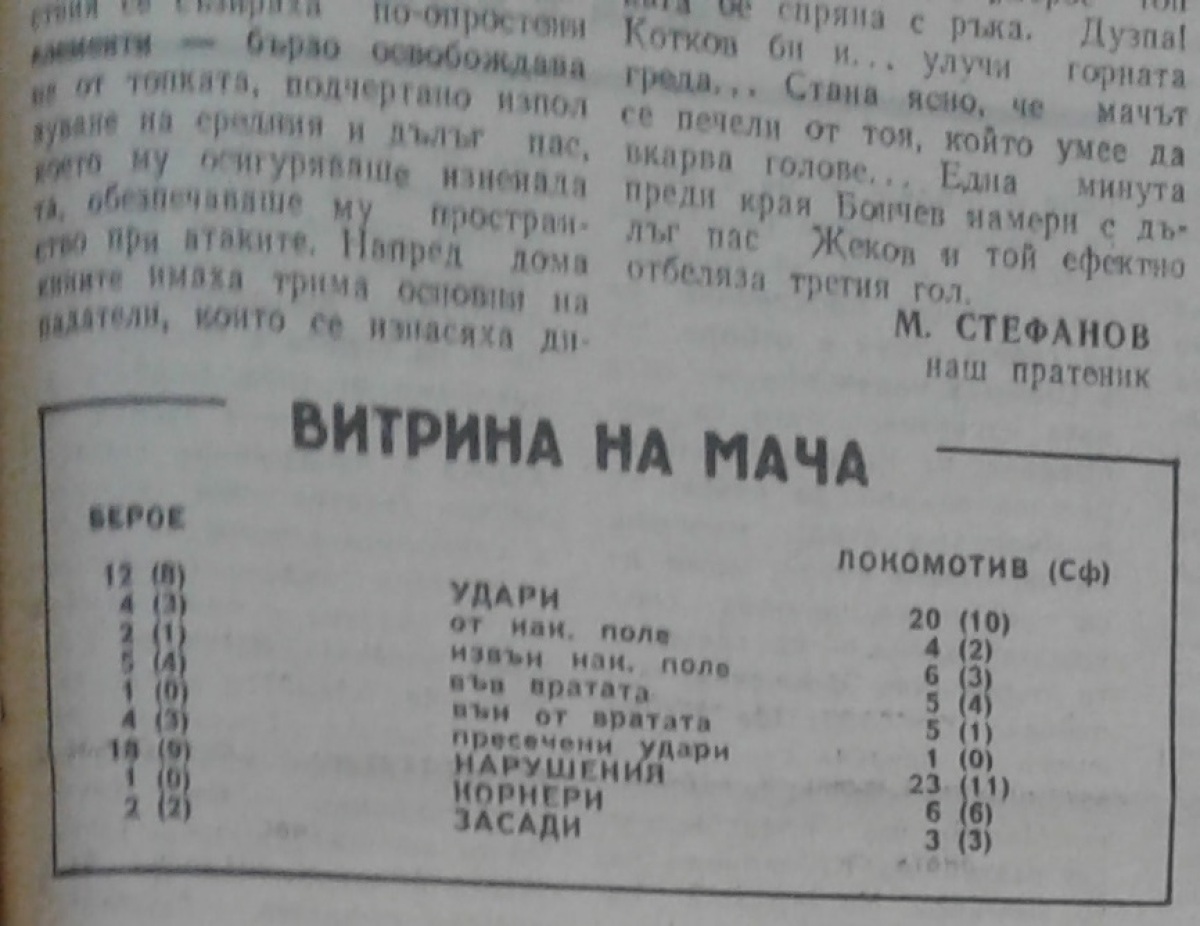 ствия се съзираха по-опростени
елементи — бързо освобождава
не от топката, подчертано изпол
зуване на средния и дълъг пас,
което му осигуряваше изненада
та, обезпечаваше му простран-
ство при атаките. Напред дома
кините имаха трима основни на
падатели, които се изнасяха ди-
ката бе спряна с ръка. Дузпа!
Котков би и... улучи горната
греда... Стана ясно, че мачът
се печели от тоя, който умее да
вкарва голове... Една минута
преди края Бончев намери с дъ-
лъг пас Жеков и той ефектно
отбеляза третия гол.
М. СТЕФАНОВ
наш пратеник
ВИТРИНА НА МАЧА
БЕРОЕ
ЛОКОМОТИВ (Сф)
12 (8) УДАРИ 20 (10)
4 (3) от нак. поле 4 (2)
2 (1) извън нак. поле 6 (3)
5 (4) във вратата 5 (4)
1 (0) вън от вратата 5 (1)
4 (3) пресечени удари 1 (0)
18 (9) НАРУШЕНИЯ 23 (11)
1 (0) КОРНЕРИ 6 (6)
2 (2) ЗАСАДИ 3 (3)